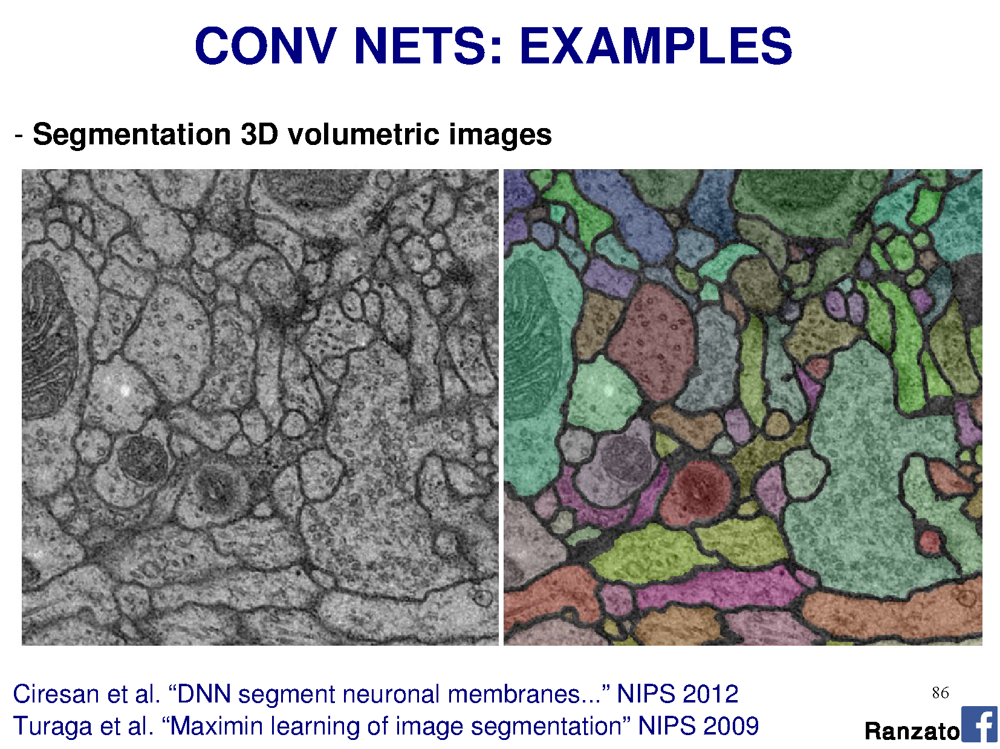 CONV NETS: EXAMPLES
- Segmentation 3D volumetric images
Ciresan et al. “DNN segment neuronal membranes...” NIPS 2012
Turaga et al. “Maximin learning of image segmentation” NIPS 2009
86
Ranzato